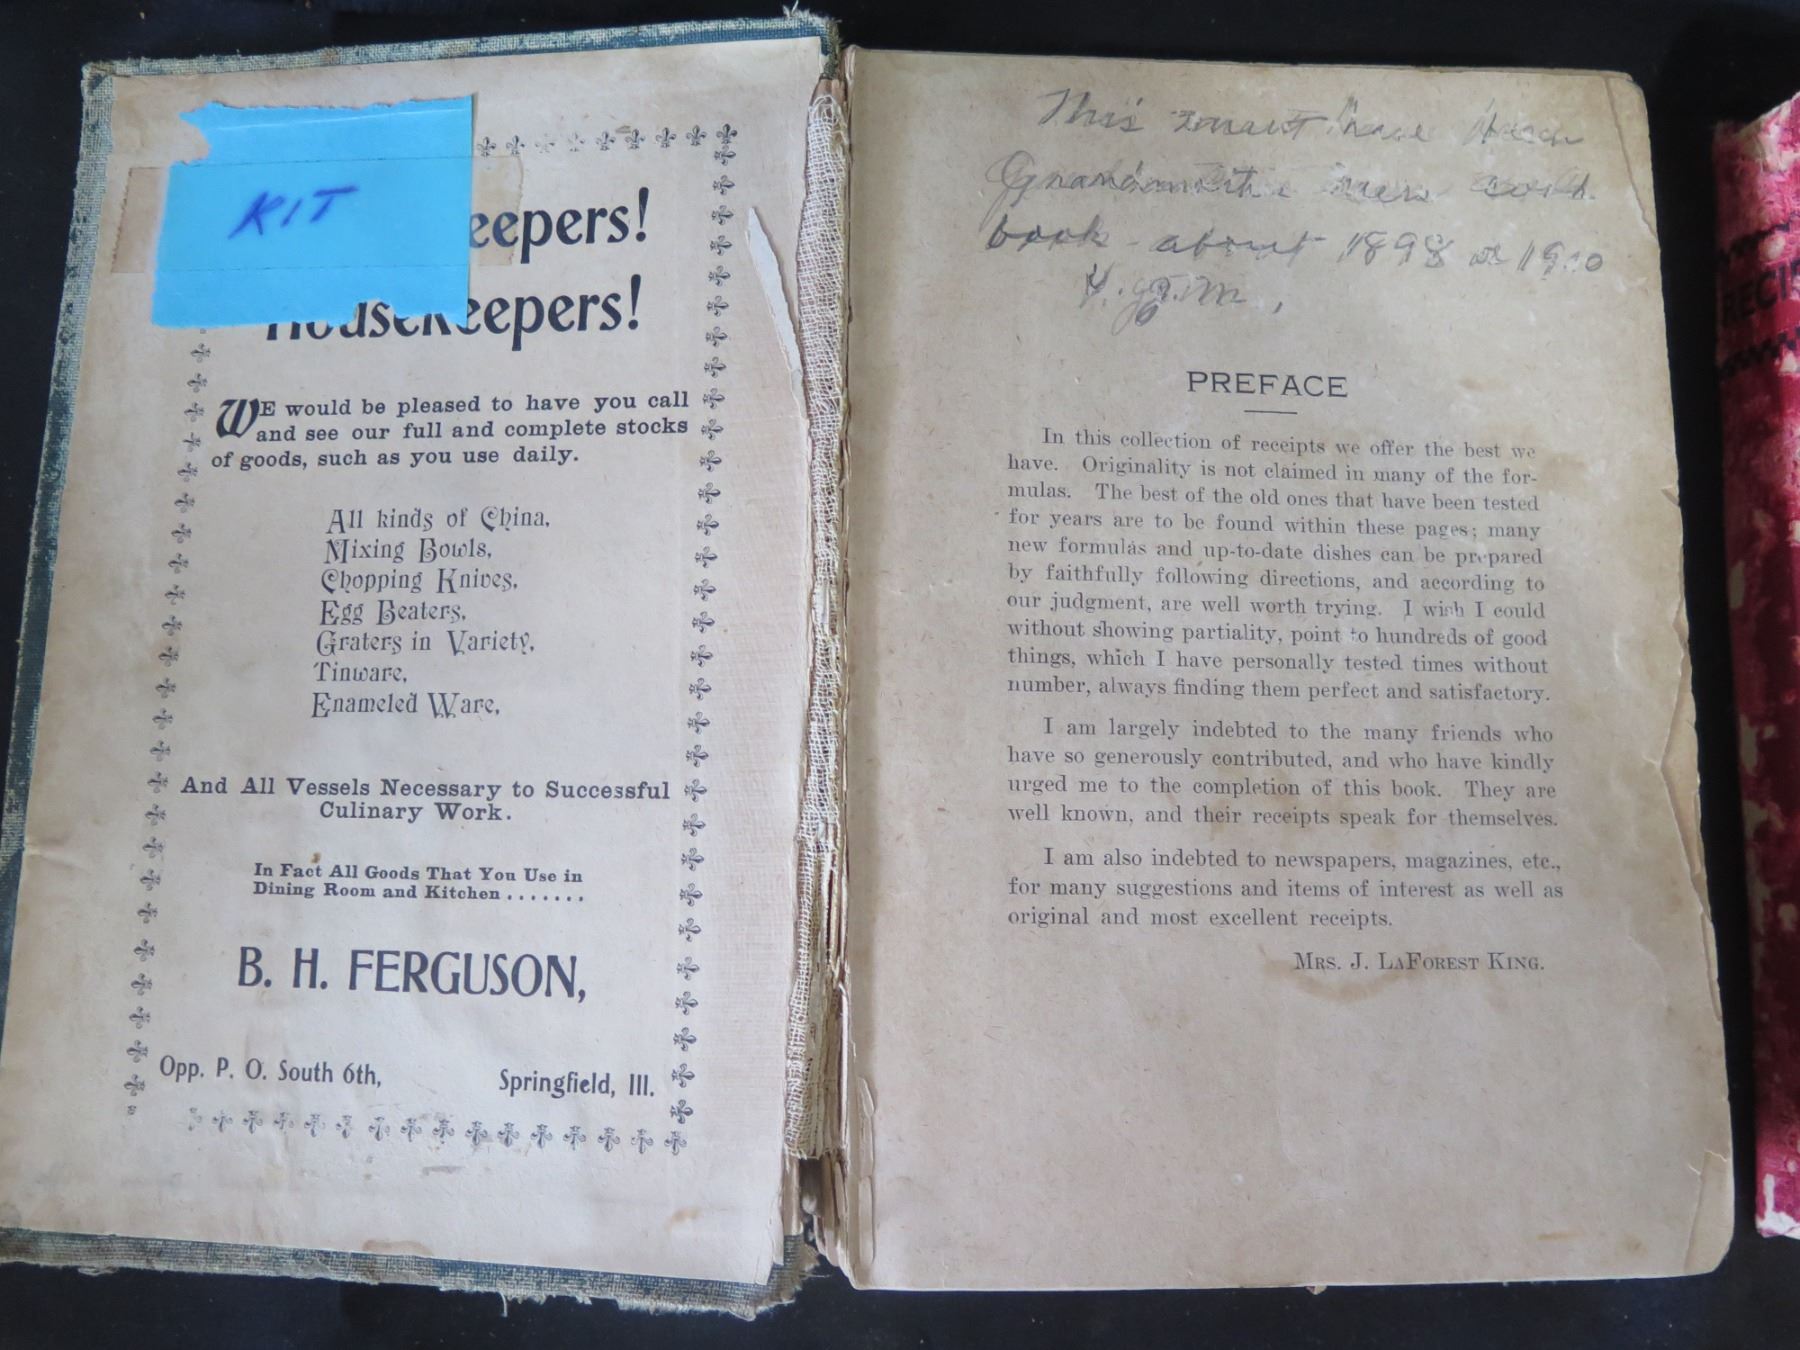 KIT
eepers!
Housekeepers!
WE would be pleased to have you call
and see our full and complete stocks
of goods, such as you use daily.
All kinds of China,
Mixing Bowls,
Chopping Knives,
Egg Beaters,
Graters in Variety,
Tinware,
Enameled Ware,
And All Vessels Necessary to Successful
Culinary Work.
In Fact All Goods That You Use in
Dining Room and Kitchen.......
B. H. FERGUSON,
Opp. P. O. South 6th, Springfield, Ill.
This must have been
Grandmother
book - about 1898 or 1900
PREFACE
In this collection of receipts we offer the best we
have. Originality is not claimed in many of the for-
mulas. The best of the old ones that have been tested
for years are to be found within these pages; many
new formulas and up-to-date dishes can be prepared
by faithfully following directions, and according to
our judgment, are well worth trying. I wish I could
without showing partiality, point to hundreds of good
things, which I have personally tested times without
number, always finding them perfect and satisfactory.
I am largely indebted to the many friends who
have so generously contributed, and who have kindly
urged me to the completion of this book. They are
well known, and their receipts speak for themselves.
I am also indebted to newspapers, magazines, etc.,
for many suggestions and items of interest as well as
original and most excellent receipts.
MRS. J. LAFOREST KING.
RECI